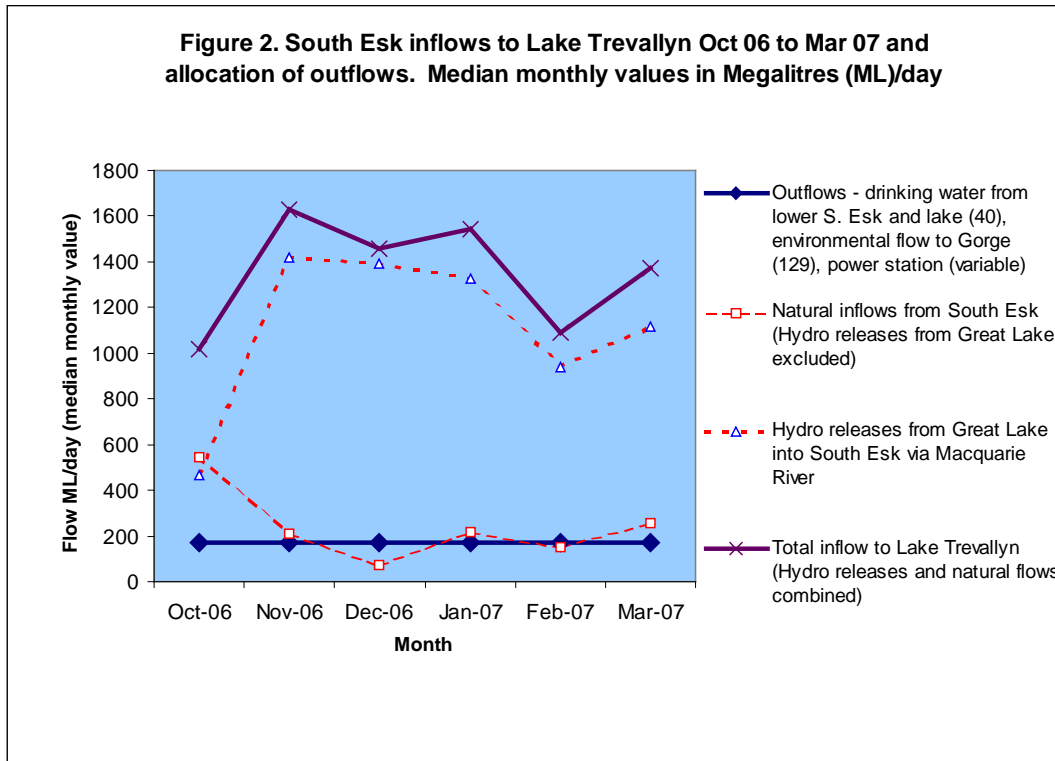 Figure 2. South Esk inflows to Lake Trevallyn Oct 06 to Mar 07 and
allocation of outflows. Median monthly values in Megalitres (ML)/day
Flow ML/day (median monthly value)
1800
1600
1400
1200
1000
800
600
400
200
0
Oct-06 Nov-06 Dec-06 Jan-07 Feb-07 Mar-07
Month
Outflows - drinking water from
lower S. Esk and lake (40),
environmental flow to Gorge
(129), power station (variable)
Natural inflows from South Esk
(Hydro releases from Great Lake
excluded)
Hydro releases from Great Lake
into South Esk via Macquarie
River
Total inflow to Lake Trevallyn
(Hydro releases and natural flows
combined)